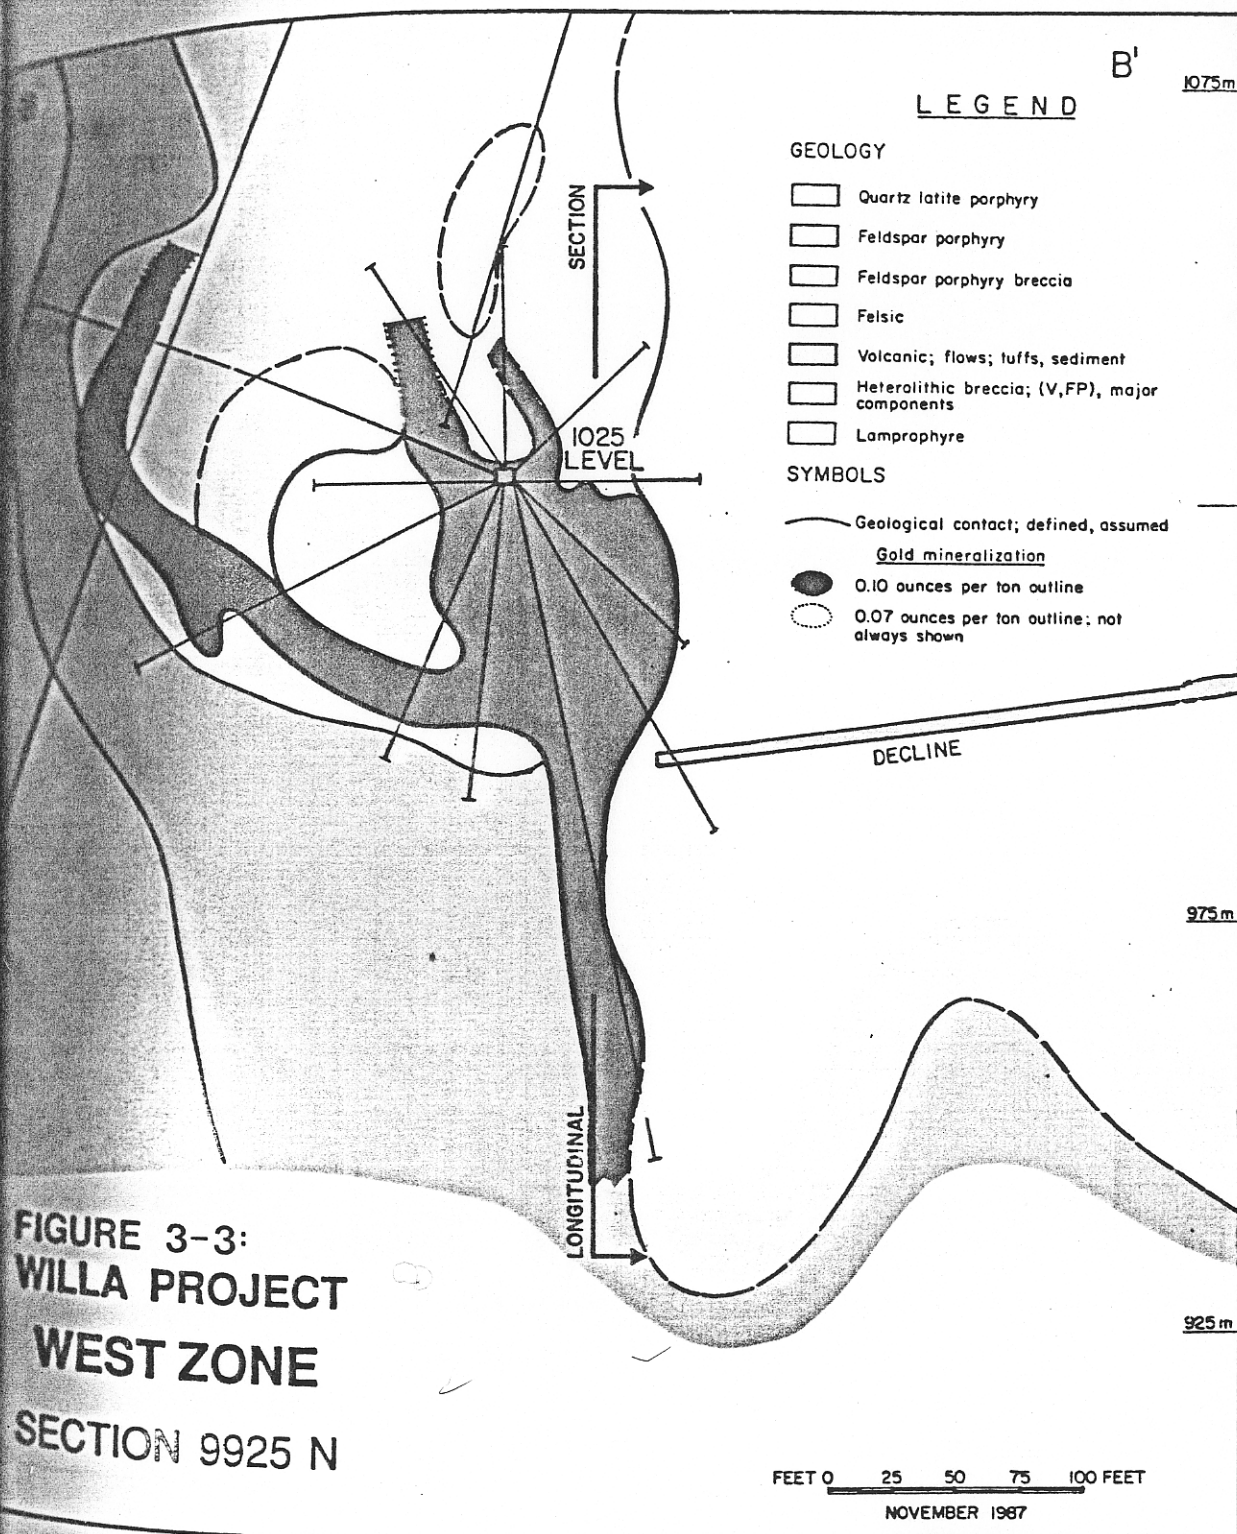 B'
1075m
LEGEND
GEOLOGY
Quartz latite porphyry
Feldspar porphyry
Feldspar porphyry breccia
Felsic
Volcanic; flows; tuffs, sediment
Heterolithic breccia; (V,FP), major
components
Lamprophyre
SYMBOLS
Geological contact; defined, assumed
Gold mineralization
0.10 ounces per ton outline
0.07 ounces per ton outline; not
always shown
SECTION
1025
LEVEL
DECLINE
975m
LONGITUDINAL
925m
FIGURE 3-3:
WILLA PROJECT
WEST ZONE
SECTION 9925 N
FEET 0 25 50 75 100 FEET
NOVEMBER 1987